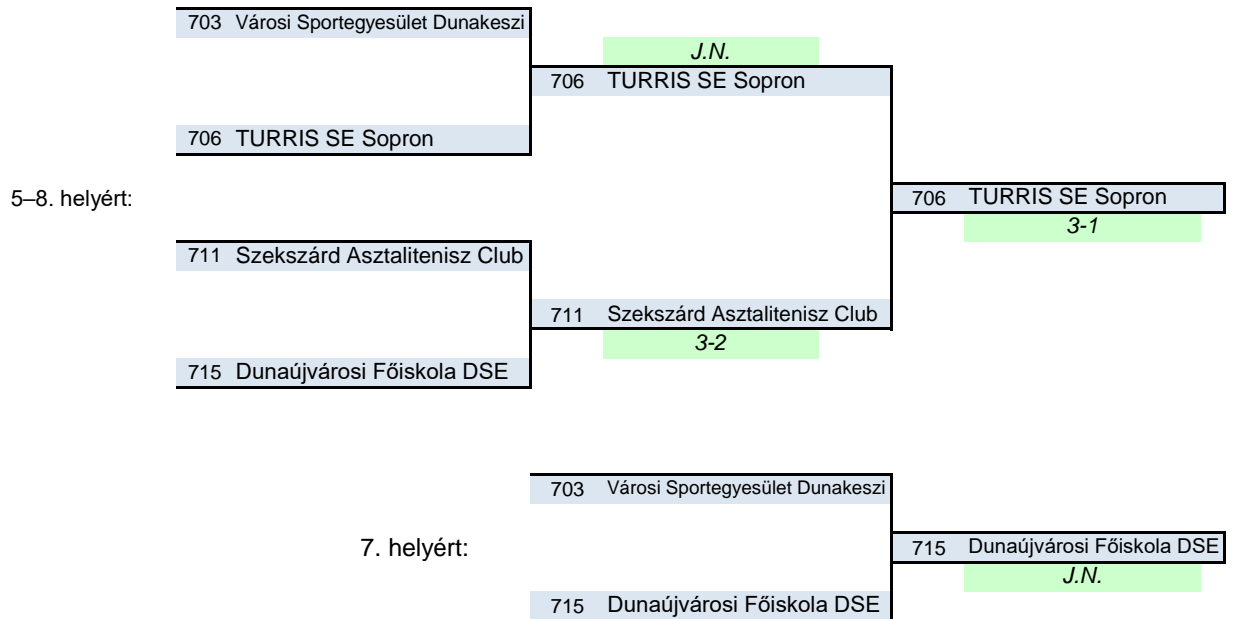 703 Városi Sportegyesület Dunakeszi
J.N.
706 TURRIS SE Sopron
706 TURRIS SE Sopron
5–8. helyért:
706 TURRIS SE Sopron
3-1
711 Szekszárd Asztalitenisz Club
711 Szekszárd Asztalitenisz Club
3-2
715 Dunaújvárosi Főiskola DSE
703 Városi Sportegyesület Dunakeszi
7. helyért:
715 Dunaújvárosi Főiskola DSE
J.N.
715 Dunaújvárosi Főiskola DSE